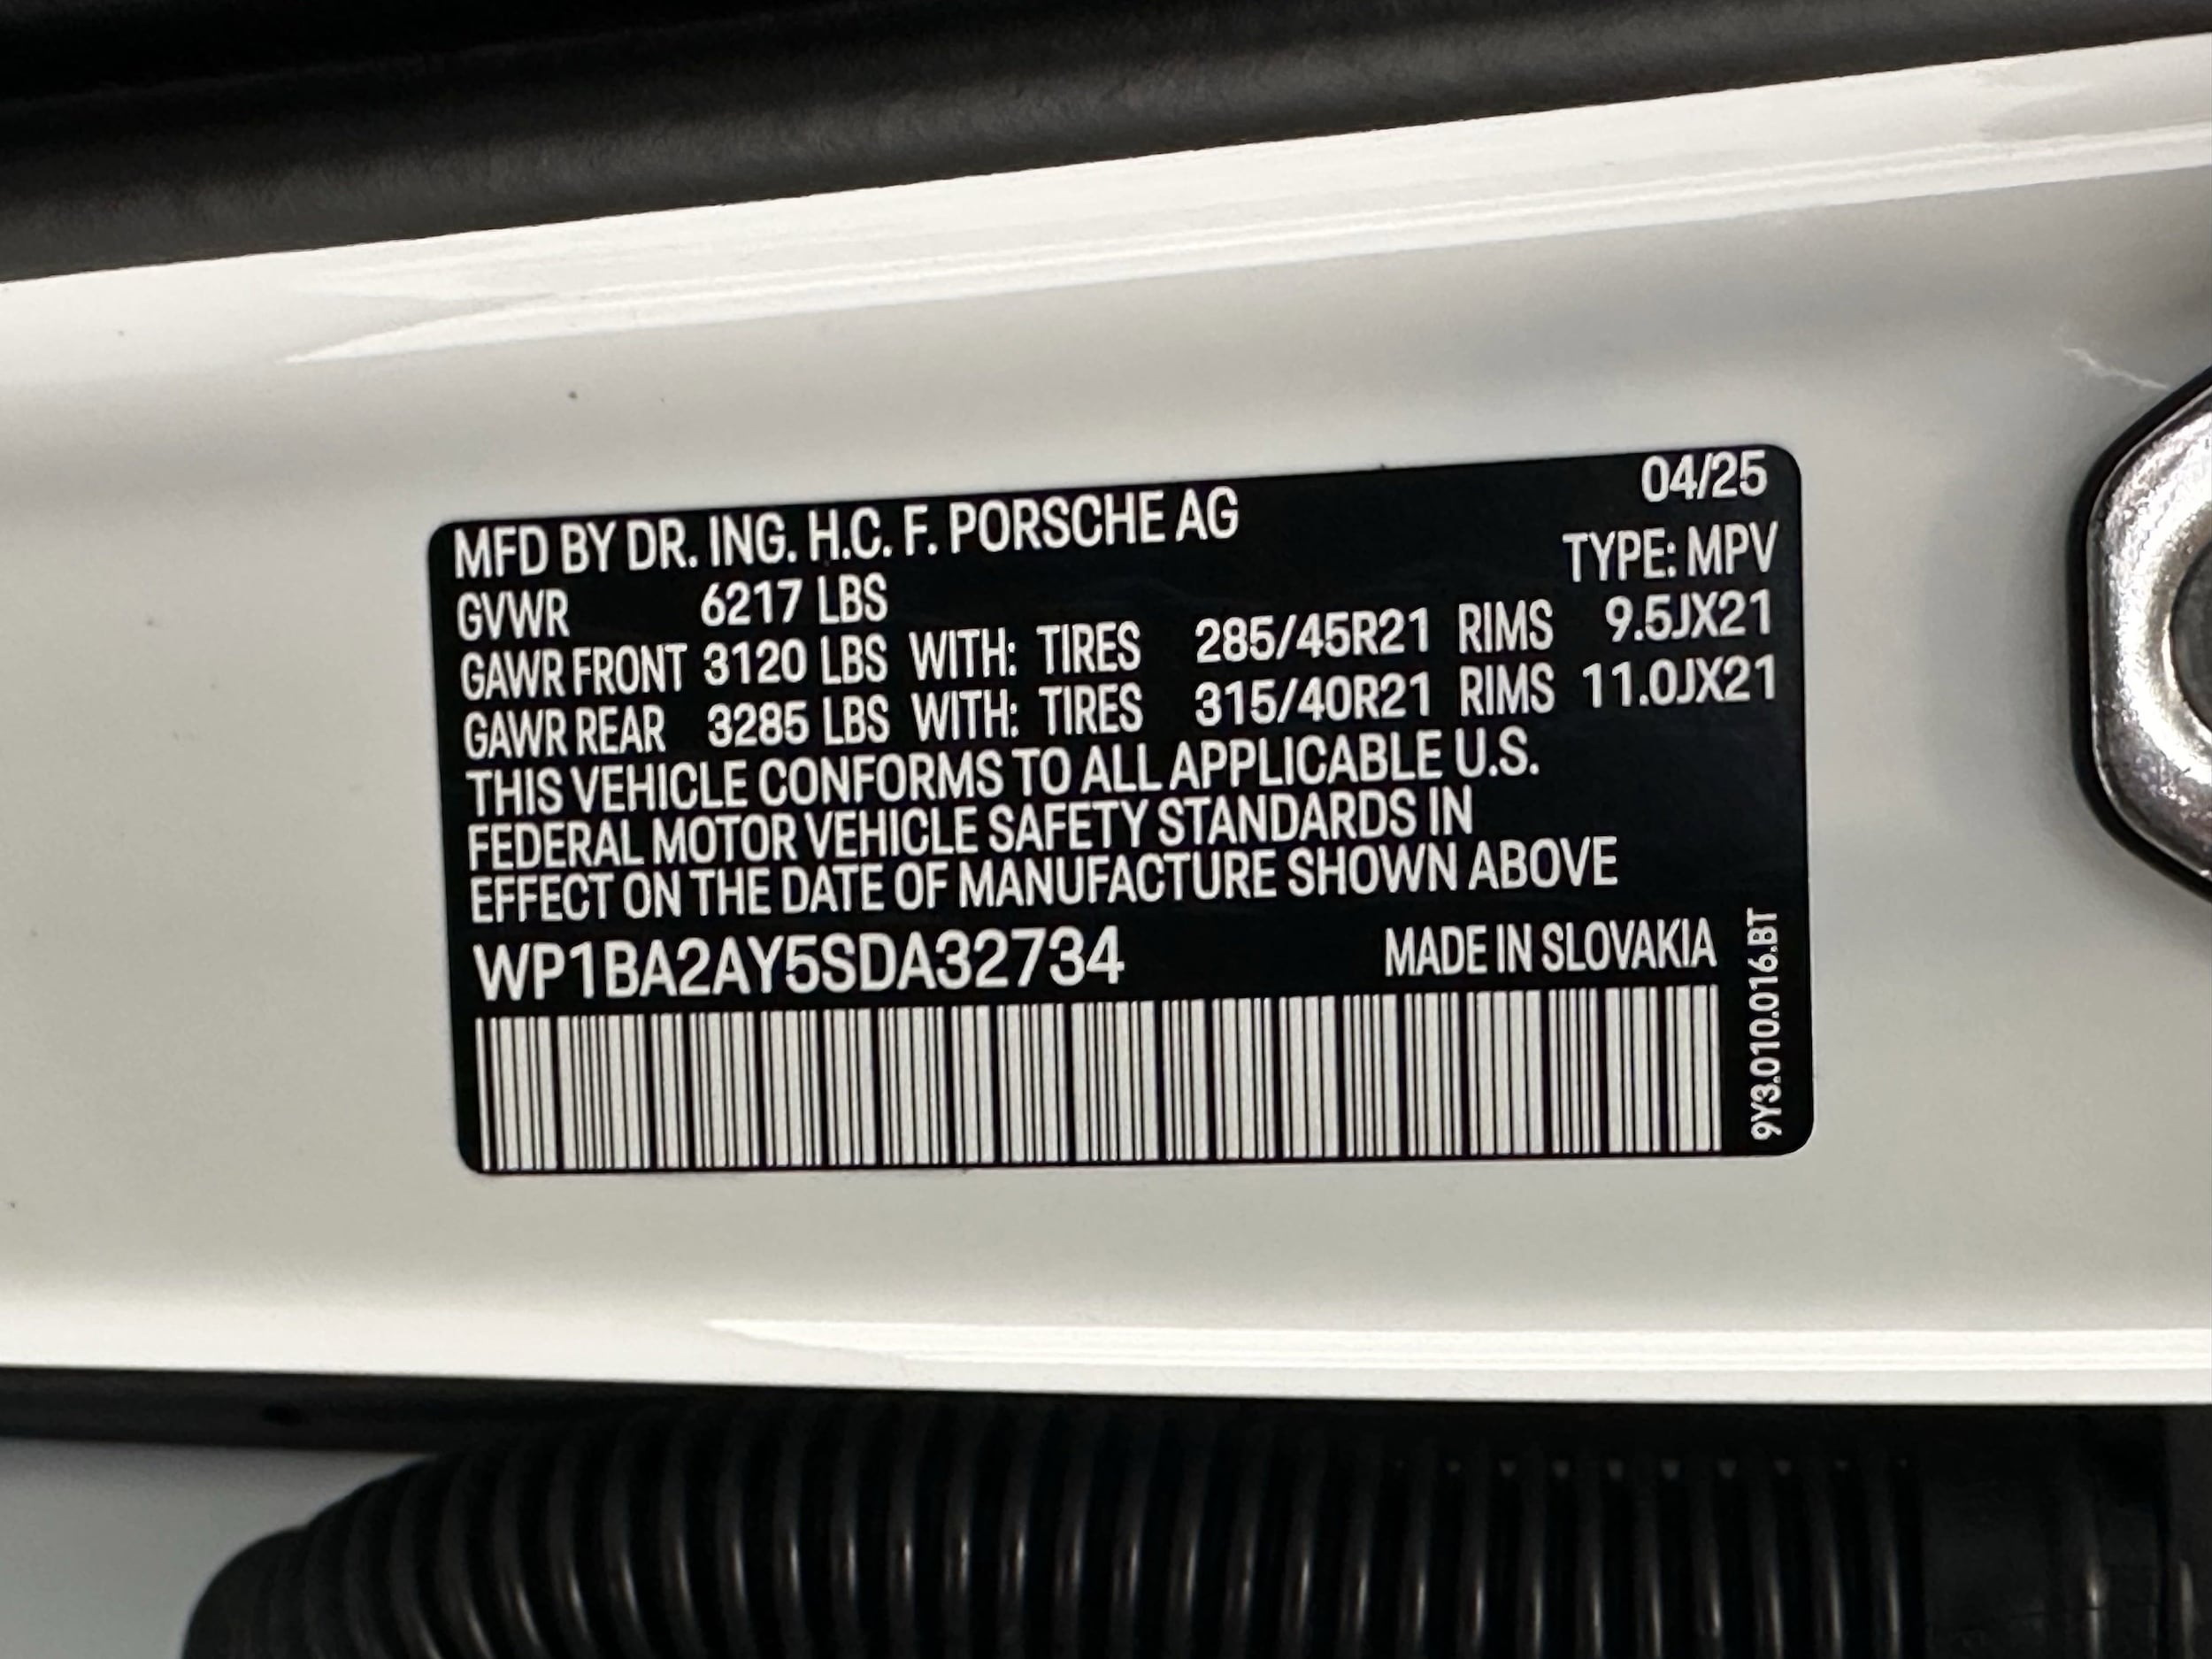 04/25
MFD BY DR. ING. H.C. F. PORSCHE AG
TYPE: MPV
GVWR 6217 LBS
GAWR FRONT 3120 LBS WITH: TIRES 285/45R21 RIMS 9.5JX21
GAWR REAR 3285 LBS WITH: TIRES 315/40R21 RIMS 11.0JX21
THIS VEHICLE CONFORMS TO ALL APPLICABLE U.S.
FEDERAL MOTOR VEHICLE SAFETY STANDARDS IN
EFFECT ON THE DATE OF MANUFACTURE SHOWN ABOVE
WP1BA2AY5SDA32734 MADE IN SLOVAKIA
9Y3.010.016.BT